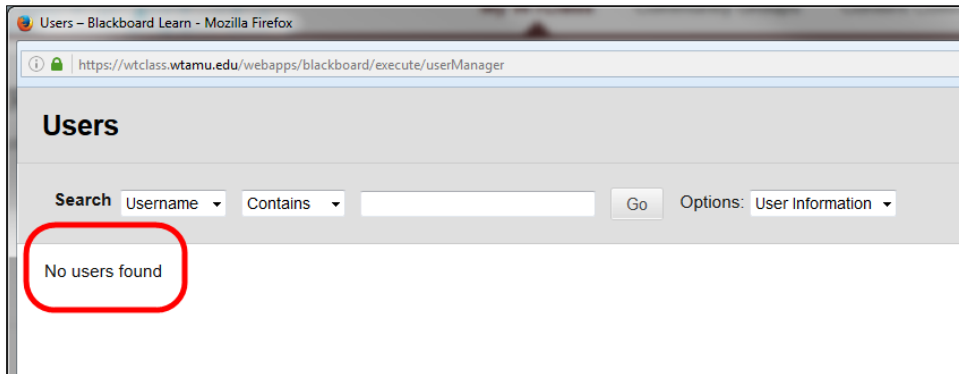 Users – Blackboard Learn - Mozilla Firefox
https://wtclass.wtamu.edu/webapps/blackboard/execute/userManager
Users
Search Username Contains Go Options: User Information
No users found